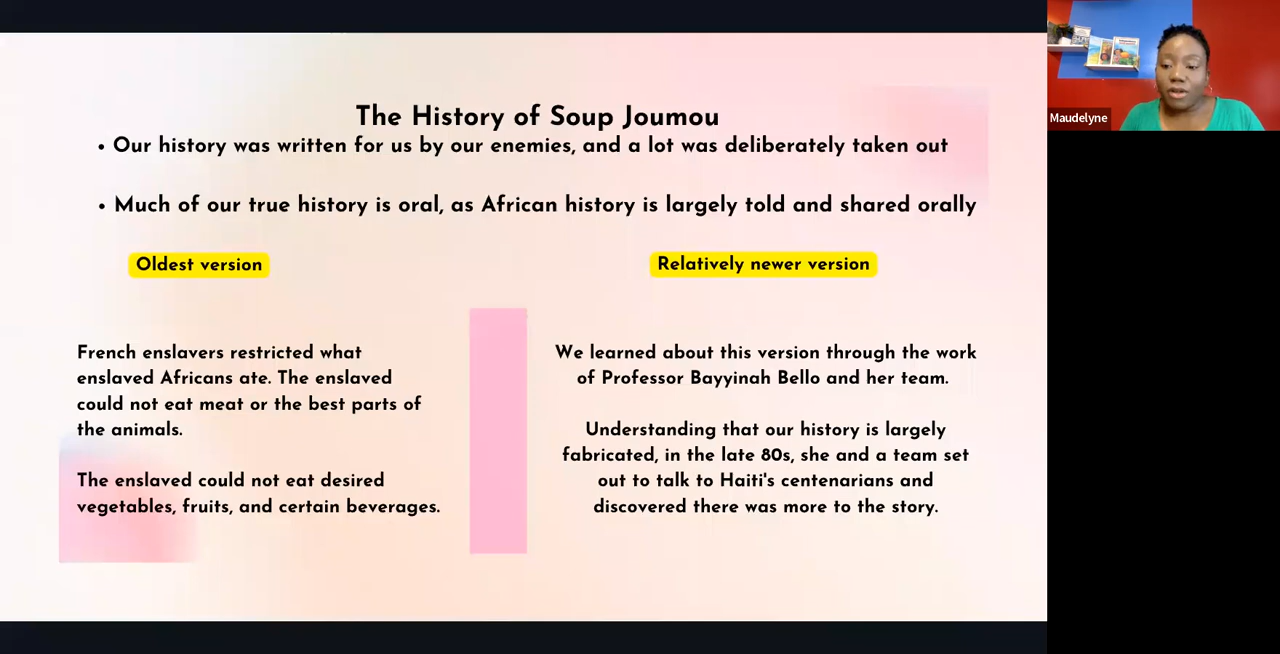 The History of Soup Joumou
• Our history was written for us by our enemies, and a lot was deliberately taken out
• Much of our true history is oral, as African history is largely told and shared orally
Oldest version
French enslavers restricted what
enslaved Africans ate. The enslaved
could not eat meat or the best parts of
the animals.
The enslaved could not eat desired
vegetables, fruits, and certain beverages.
Relatively newer version
We learned about this version through the work
of Professor Bayyinah Bello and her team.
Understanding that our history is largely
fabricated, in the late 80s, she and a team set
out to talk to Haiti's centenarians and
discovered there was more to the story.
Maudelyne